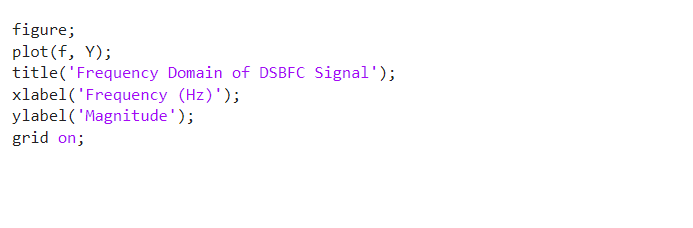 figure;
plot(f, Y);
title('Frequency Domain of DSBFC Signal');
xlabel('Frequency (Hz)');
ylabel('Magnitude');
grid on;